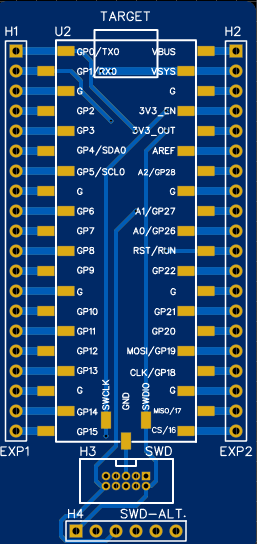 TARGET
H1 U2 H2
GP0/TX0 VBUS
GP1/RX0 VSYS
G G
GP2 3V3_EN
GP3 3V3_OUT
GP4/SDA0 AREF
GP5/SCL0 A2/GP28
G G
GP6 A1/GP27
GP7 A0/GP26
GP8 RST/RUN
GP9 GP22
G G
GP10 GP21
GP11 GP20
GP12 MOSI/GP19
GP13 CLK/GP18
G G
GP14 MISO/17
GP15 CS/16
SWCLK GND SWDIO
EXP1 H3 SWD EXP2
H4 SWD-ALT.